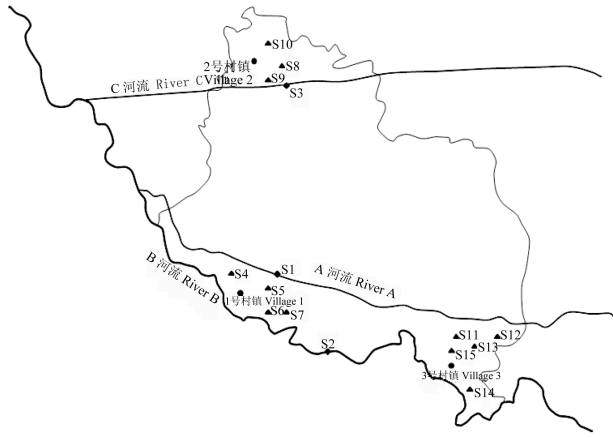 S10
2号村镇 S8
C 河流 River C Village 2 S9
S3
S1
S4
A 河流 River A
B 河流 River B
S5
1号村镇 Village 1
S6 S7
S2
S11 S12
S13
S15
3号村镇 Village 3
S14